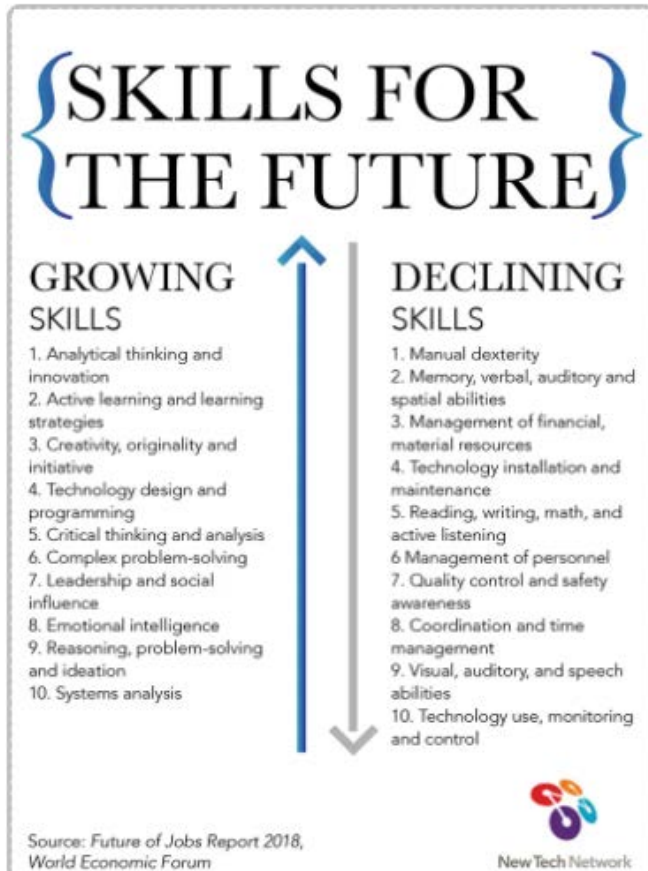 SKILLS FOR
THE FUTURE
GROWING
SKILLS
1. Analytical thinking and
innovation
2. Active learning and learning
strategies
3. Creativity, originality and
initiative
4. Technology design and
programming
5. Critical thinking and analysis
6. Complex problem-solving
7. Leadership and social
influence
8. Emotional intelligence
9. Reasoning, problem-solving
and ideation
10. Systems analysis
DECLINING
SKILLS
1. Manual dexterity
2. Memory, verbal, auditory and
spatial abilities
3. Management of financial,
material resources
4. Technology installation and
maintenance
5. Reading, writing, math, and
active listening
6 Management of personnel
7. Quality control and safety
awareness
8. Coordination and time
management
9. Visual, auditory, and speech
abilities
10. Technology use, monitoring
and control
Source: Future of Jobs Report 2018,
World Economic Forum
NewTech Network